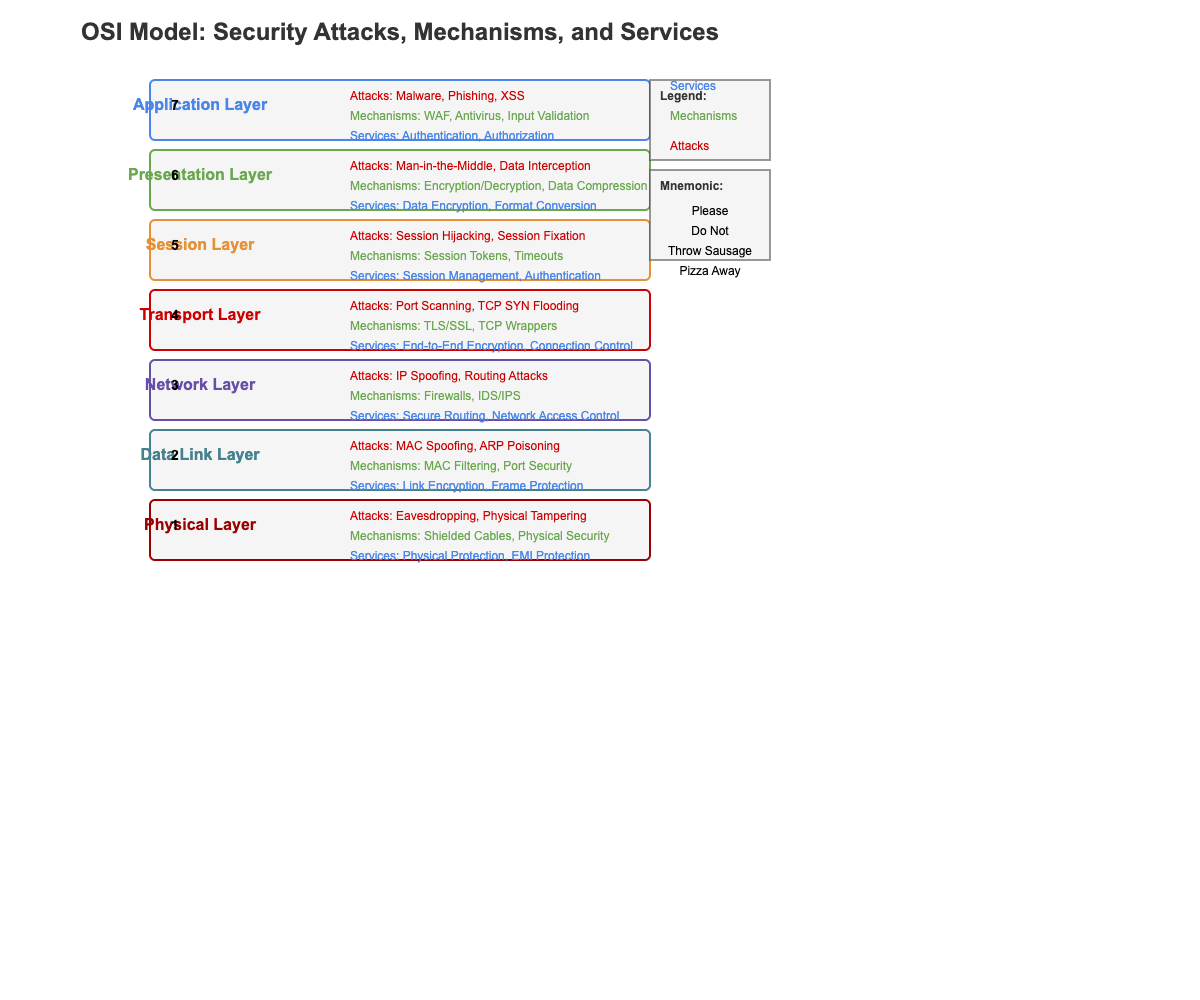 OSI Model: Security Attacks, Mechanisms, and Services
Application Layer
7
Attacks: Malware, Phishing, XSS
Mechanisms: WAF, Antivirus, Input Validation
Services: Authentication, Authorization
Presentation Layer
6
Attacks: Man-in-the-Middle, Data Interception
Mechanisms: Encryption/Decryption, Data Compression
Services: Data Encryption, Format Conversion
Session Layer
5
Attacks: Session Hijacking, Session Fixation
Mechanisms: Session Tokens, Timeouts
Services: Session Management, Authentication
Transport Layer
4
Attacks: Port Scanning, TCP SYN Flooding
Mechanisms: TLS/SSL, TCP Wrappers
Services: End-to-End Encryption, Connection Control
Network Layer
3
Attacks: IP Spoofing, Routing Attacks
Mechanisms: Firewalls, IDS/IPS
Services: Secure Routing, Network Access Control
Data Link Layer
2
Attacks: MAC Spoofing, ARP Poisoning
Mechanisms: MAC Filtering, Port Security
Services: Link Encryption, Frame Protection
Physical Layer
1
Attacks: Eavesdropping, Physical Tampering
Mechanisms: Shielded Cables, Physical Security
Services: Physical Protection, EMI Protection
Services
Legend:
Mechanisms
Attacks
Mnemonic:
Please
Do Not
Throw Sausage
Pizza Away